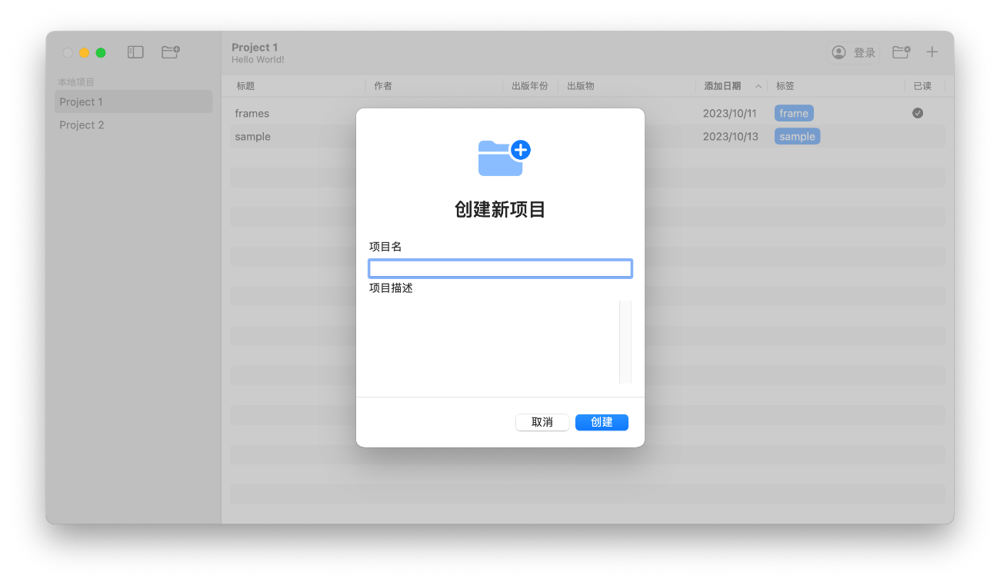 Project 1
Hello World!
登录
本地项目
Project 1
Project 2
标题 作者 出版年份 出版物 添加日期 标签 已读
frames 2023/10/11 frame
sample 2023/10/13 sample
创建新项目
项目名
项目描述
取消 创建